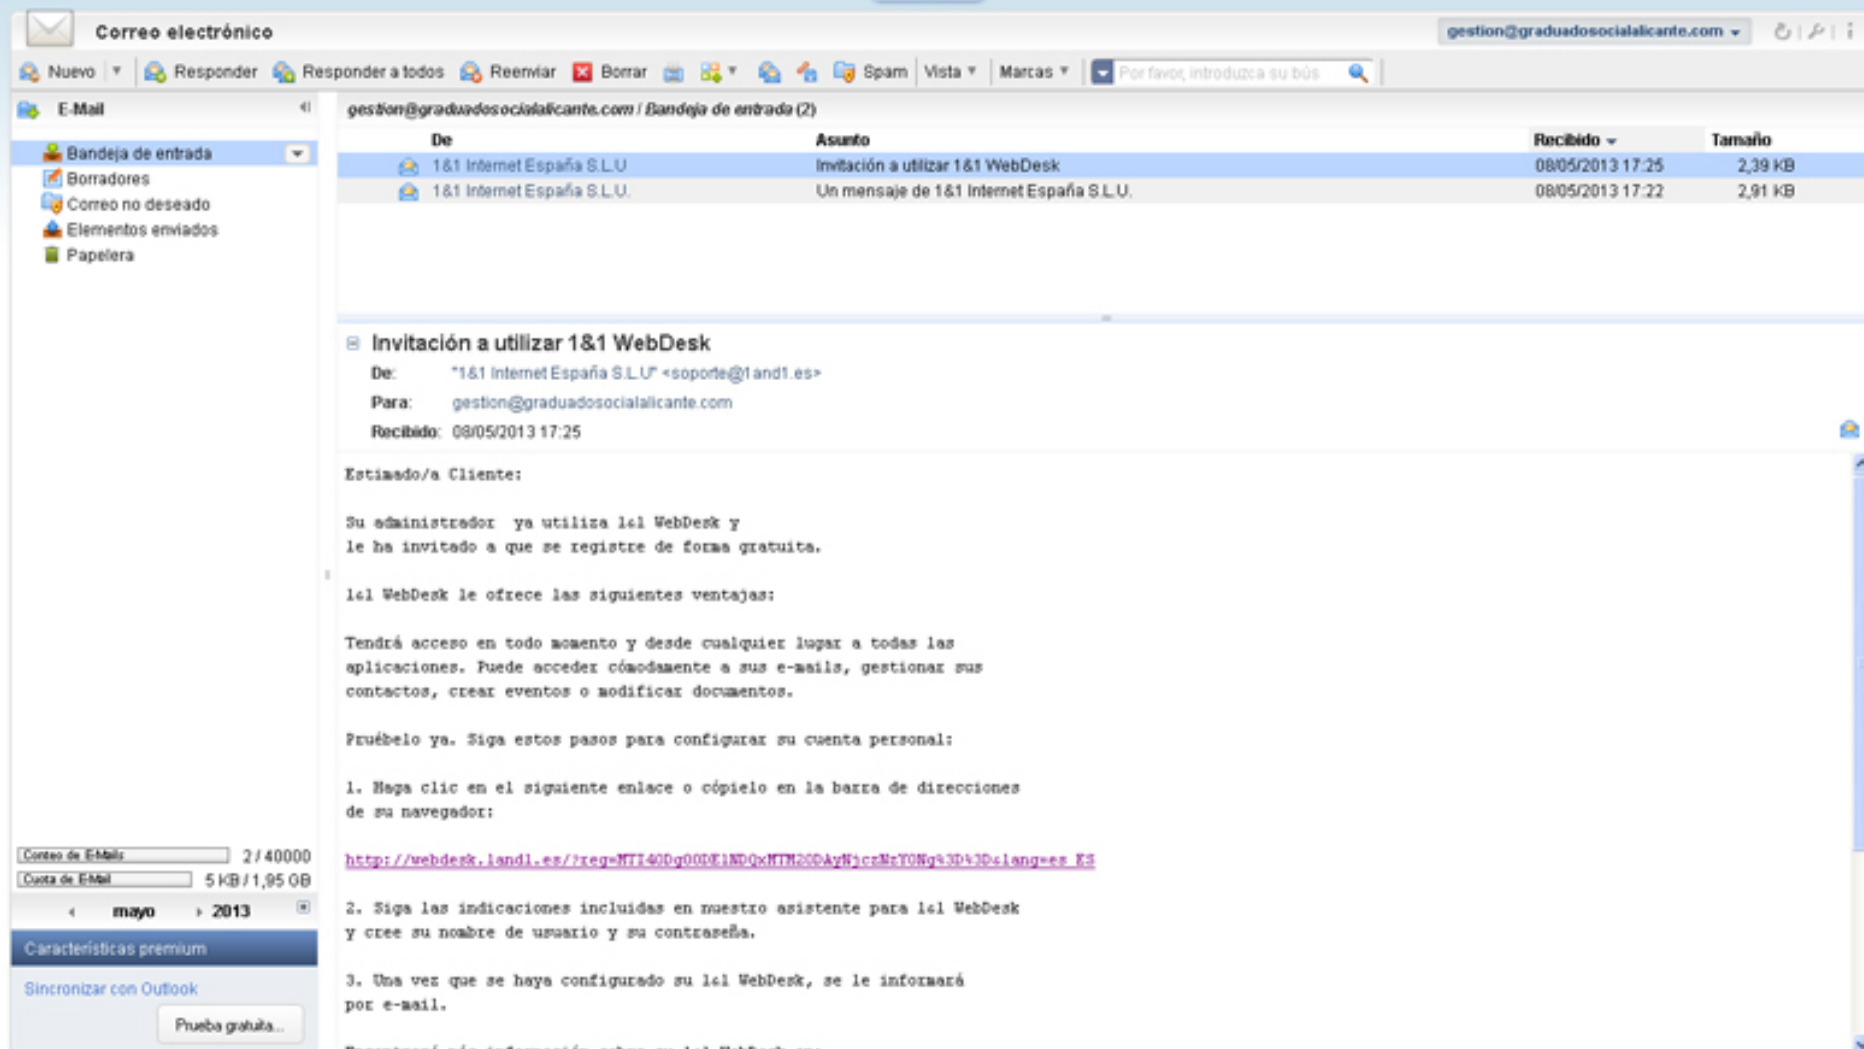 Correo electrónico
gestion@graduadosocialalicante.com
Nuevo
Responder
Responder a todos
Reenviar
Borrar
Spam
Vista
Marcas
Por favor, introduzca su bús
E-Mail
gestion@graduadosocialalicante.com / Bandeja de entrada (2)
De Asunto Recibido Tamaño
Bandeja de entrada
Borradores
Correo no deseado
Elementos enviados
Papelera
1&1 Internet España S.L.U Invitación a utilizar 1&1 WebDesk 08/05/2013 17:25 2,39 KB
1&1 Internet España S.L.U. Un mensaje de 1&1 Internet España S.L.U. 08/05/2013 17:22 2,91 KB
Invitación a utilizar 1&1 WebDesk
De: "1&1 Internet España S.L.U" <soporte@1and1.es>
Para: gestion@graduadosocialalicante.com
Recibido: 08/05/2013 17:25
Estimado/a Cliente:
Su administrador ya utiliza 1&1 WebDesk y
le ha invitado a que se registre de forma gratuita.
1&1 WebDesk le ofrece las siguientes ventajas:
Tendrá acceso en todo momento y desde cualquier lugar a todas las
aplicaciones. Puede acceder cómodamente a sus e-mails, gestionar sus
contactos, crear eventos o modificar documentos.
Pruébelo ya. Siga estos pasos para configurar su cuenta personal:
1. Haga clic en el siguiente enlace o cópielo en la barra de direcciones
de su navegador:
2. Siga las indicaciones incluidas en nuestro asistente para 1&1 WebDesk
y cree su nombre de usuario y su contraseña.
3. Una vez que se haya configurado su 1&1 WebDesk, se le informará
por e-mail.
Conteo de E-Mails 2 / 40000
Cuota de E-Mail 5 KB / 1,95 GB
mayo 2013
Características premium
Sincronizar con Outlook
Prueba gratuita...